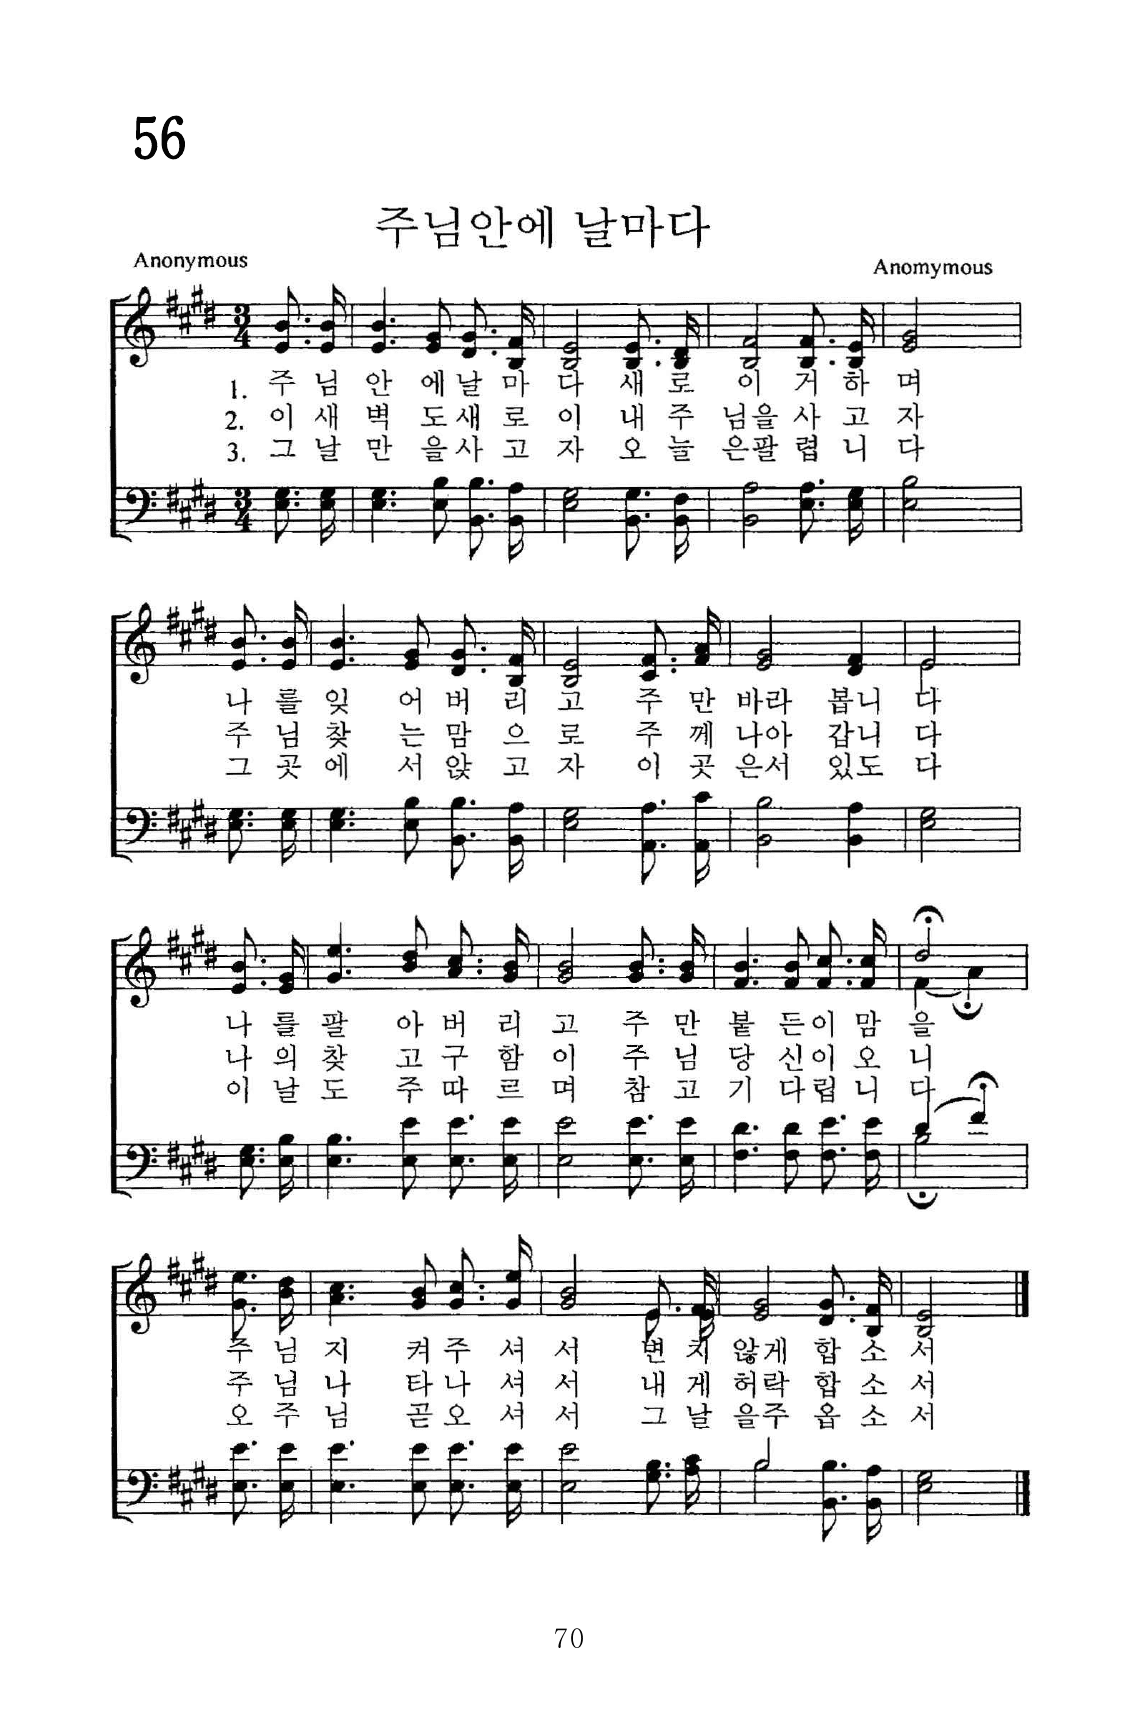 56
주님안에 날마다
Anonymous
Anomymous
3
4
1. 주 님 안 에 날 마 다 새 로 이 거 하 며
2. 이 새 벽 도 새 로 이 내 주 님을 사 고 자
3. 그 날 만 을 사 고 자 오 늘 은팔 렵 니 다
3
4
나 를 잊 어 버 리 고 주 만 바라 봅니 다
주 님 찾 는 맘 으 로 주 께 나아 갑니 다
그 곳 에 서 앉 고 자 이 곳 은서 있도 다
나 를 팔 아 버 리 고 주 만 붙 든 이 맘 을
나 의 찾 고 구 함 이 주 님 당 신 이 오 니
이 날 도 주 따 르 며 참 고 기 다 립 니 다
주 님 지 켜 주 셔 서 변 치 않게 합 소 서
주 님 나 타 나 셔 서 내 게 허락 합 소 서
오 주 님 곧 오 셔 서 그 날 을주 옵 소 서
70